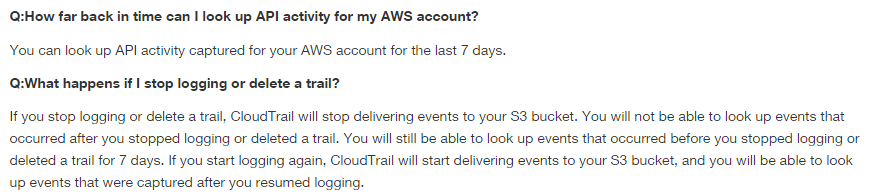 Q:How far back in time can I look up API activity for my AWS account?
You can look up API activity captured for your AWS account for the last 7 days.
Q:What happens if I stop logging or delete a trail?
If you stop logging or delete a trail, CloudTrail will stop delivering events to your S3 bucket. You will not be able to look up events that
occurred after you stopped logging or deleted a trail. You will still be able to look up events that occurred before you stopped logging or
deleted a trail for 7 days. If you start logging again, CloudTrail will start delivering events to your S3 bucket, and you will be able to look
up events that were captured after you resumed logging.